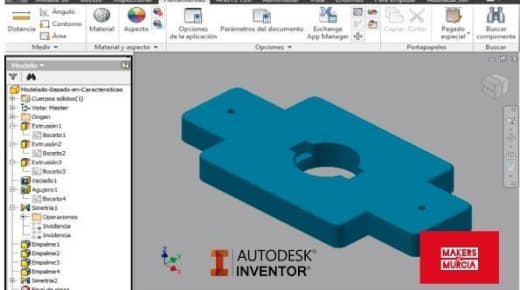 Herramientas
Ángulo
Contorno
Área
Distancia
Material
Aspecto
Opciones
de la aplicación
Parámetros del documento
Exchange
App Manager
Copiar Cortar
Pegado
especial
Buscar
componente
Medir
Material y aspecto
Opciones
Portapapeles
Buscar
Modelo
Modelado-Basado-en-Caracteristicas
Cuerpos sólidos(1)
Vista: Master
Origen
Extrusión1
Boceto1
Extrusión2
Boceto2
Extrusión3
Boceto3
Vaciado1
Agujero1
Boceto4
Simetría1
Operaciones
Incidencia
Incidencia
Empalme1
Empalme2
Empalme3
Empalme4
Simetría2
AUTODESK®
INVENTOR®
MAKERS
OF
MURCIA